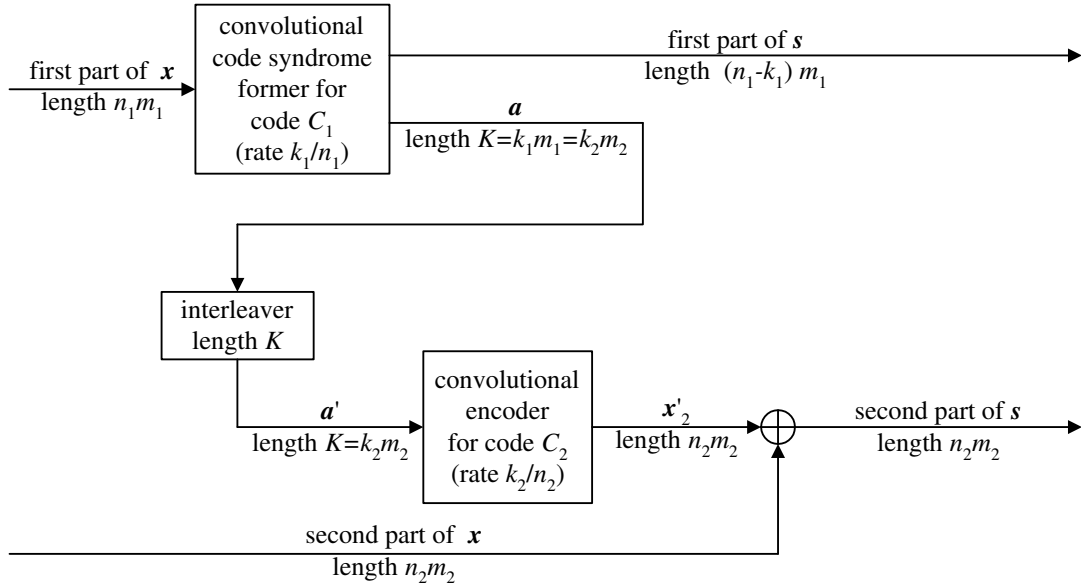 convolutional
code syndrome
former for
code C₁
(rate k₁/n₁)
first part of x
length n₁m₁
first part of s
length (n₁-k₁) m₁
a
length K=k₁m₁=k₂m₂
interleaver
length K
a'
length K=k₂m₂
convolutional
encoder
for code C₂
(rate k₂/n₂)
x'₂
length n₂m₂
second part of s
length n₂m₂
second part of x
length n₂m₂